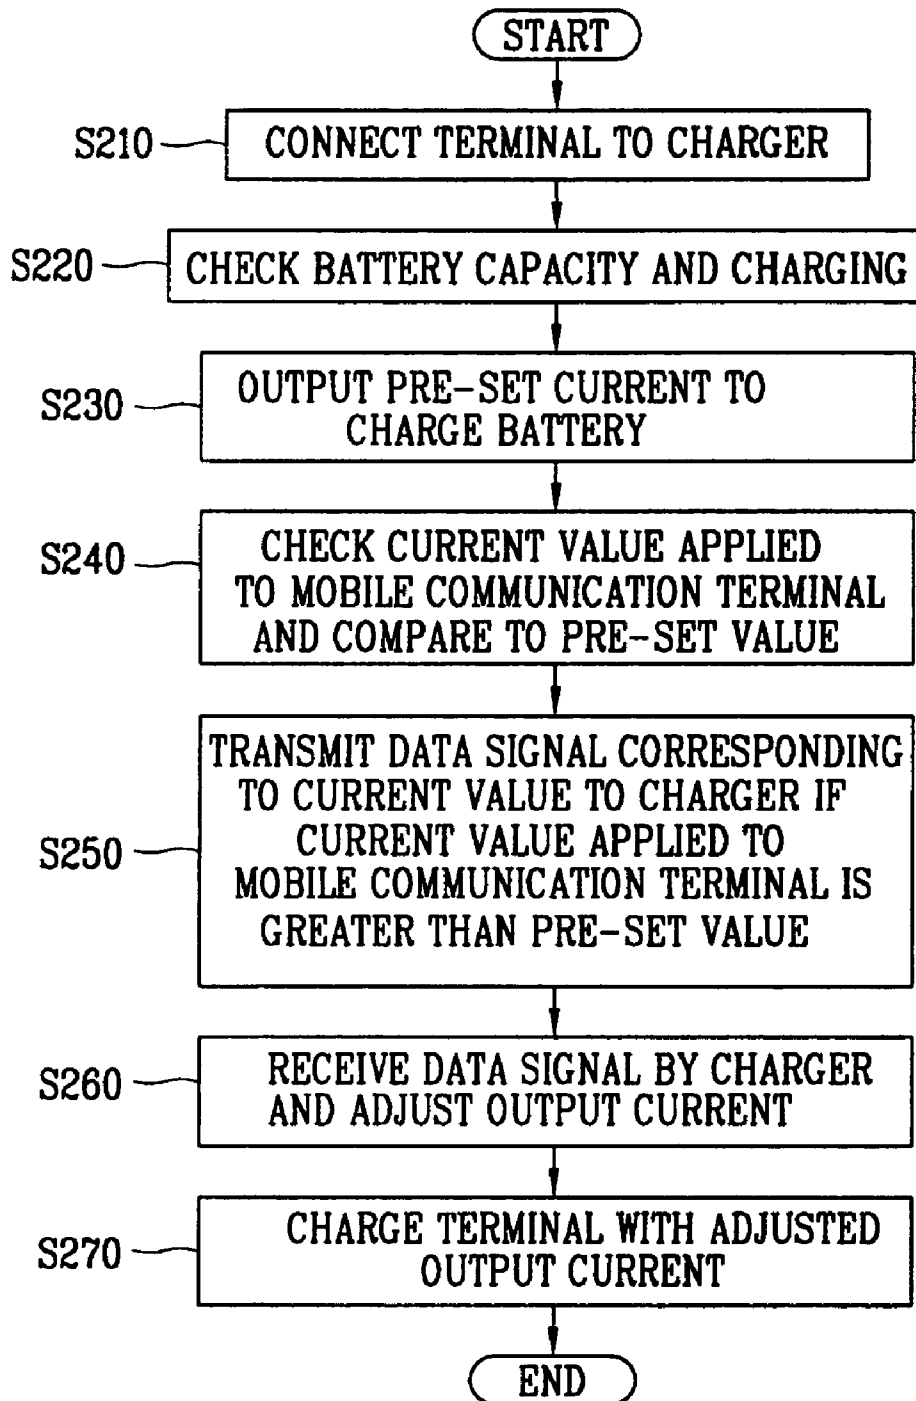 START
S210
CONNECT TERMINAL TO CHARGER
S220
CHECK BATTERY CAPACITY AND CHARGING
S230
OUTPUT PRE-SET CURRENT TO
CHARGE BATTERY
S240
CHECK CURRENT VALUE APPLIED
TO MOBILE COMMUNICATION TERMINAL
AND COMPARE TO PRE-SET VALUE
S250
TRANSMIT DATA SIGNAL CORRESPONDING
TO CURRENT VALUE TO CHARGER IF
CURRENT VALUE APPLIED TO
MOBILE COMMUNICATION TERMINAL IS
GREATER THAN PRE-SET VALUE
S260
RECEIVE DATA SIGNAL BY CHARGER
AND ADJUST OUTPUT CURRENT
S270
CHARGE TERMINAL WITH ADJUSTED
OUTPUT CURRENT
END